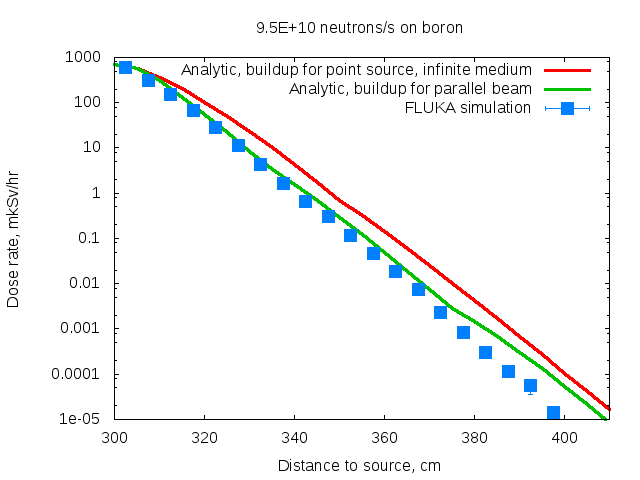 9.5E+10 neutrons/s on boron
1000
100
10
1
0.1
0.01
0.001
0.0001
1e-05
300
320
340
360
380
400
Dose rate, mkSv/hr
Distance to source, cm
Analytic, buildup for point source, infinite medium
Analytic, buildup for parallel beam
FLUKA simulation